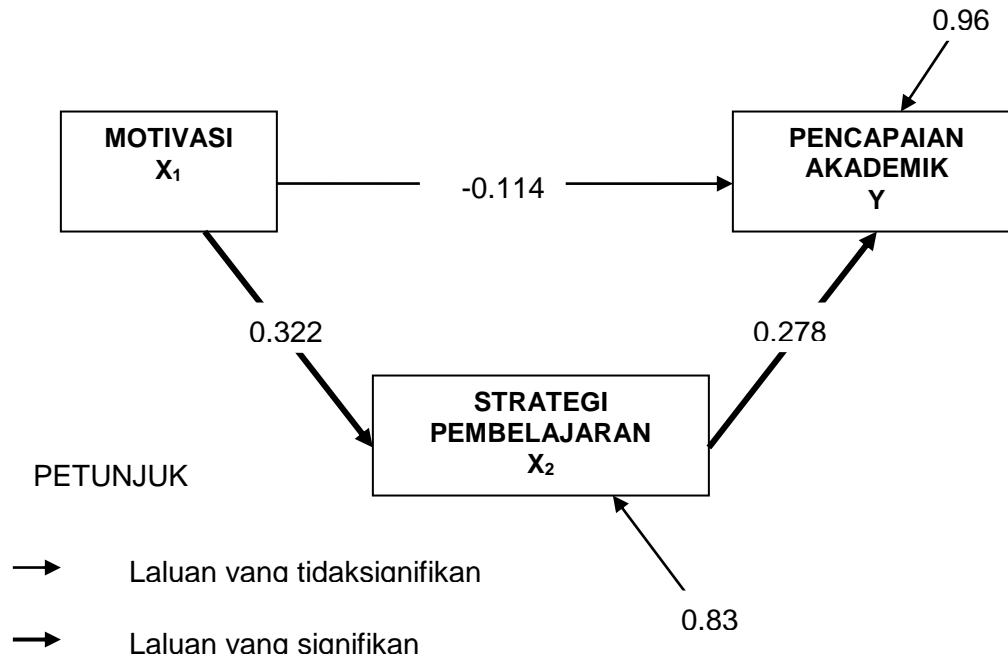 0.96
MOTIVASI
X₁
PENCAPAIAN
AKADEMIK
Y
-0.114
0.322
0.278
STRATEGI
PEMBELAJARAN
X₂
PETUNJUK
Laluan yang tidaksignifikan
0.83
Laluan yang signifikan